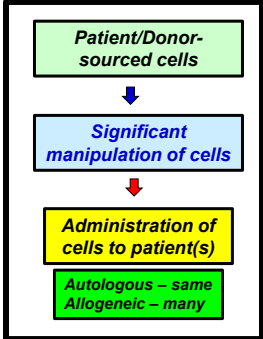 Patient/Donor-
sourced cells
Significant
manipulation of cells
Administration of
cells to patient(s)
Autologous – same
Allogeneic – many